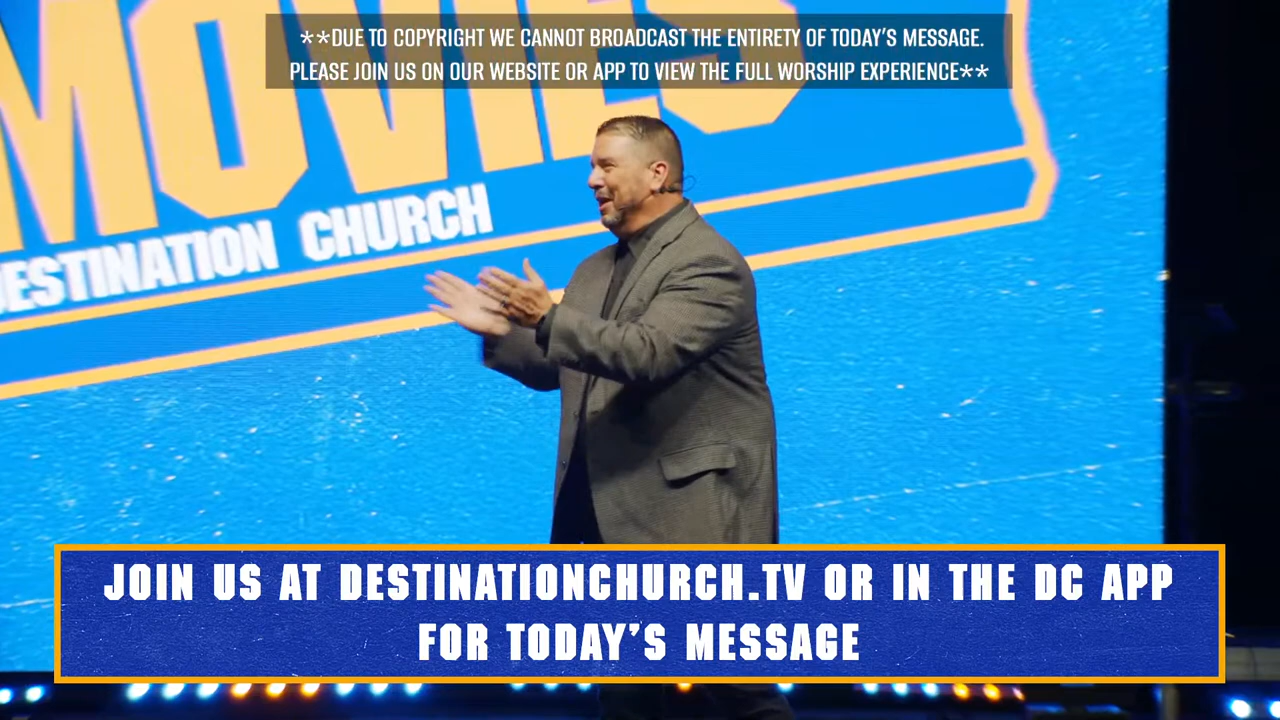 **DUE TO COPYRIGHT WE CANNOT BROADCAST THE ENTIRETY OF TODAY'S MESSAGE.
PLEASE JOIN US ON OUR WEBSITE OR APP TO VIEW THE FULL WORSHIP EXPERIENCE**
MOVIES
DESTINATION CHURCH
JOIN US AT DESTINATIONCHURCH.TV OR IN THE DC APP
FOR TODAY'S MESSAGE